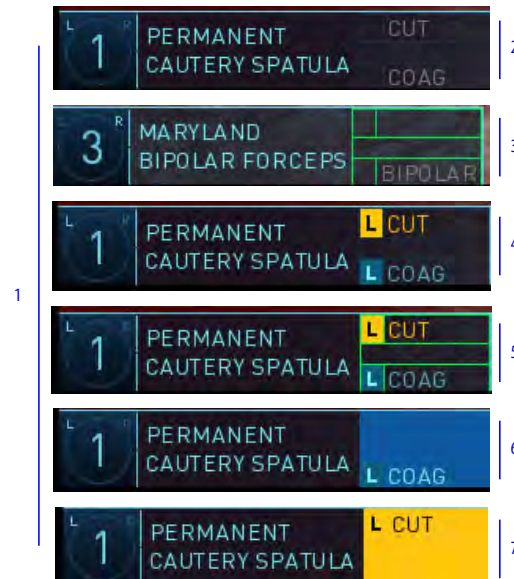 L R
1
PERMANENT
CAUTERY SPATULA
CUT
COAG
2
R
3
MARYLAND
BIPOLAR FORCEPS
BIPOLAR
3
L R
1
PERMANENT
CAUTERY SPATULA
L CUT
L COAG
4
1
L R
1
PERMANENT
CAUTERY SPATULA
L CUT
L COAG
5
L R
1
PERMANENT
CAUTERY SPATULA
L COAG
6
L R
1
PERMANENT
CAUTERY SPATULA
L CUT
7